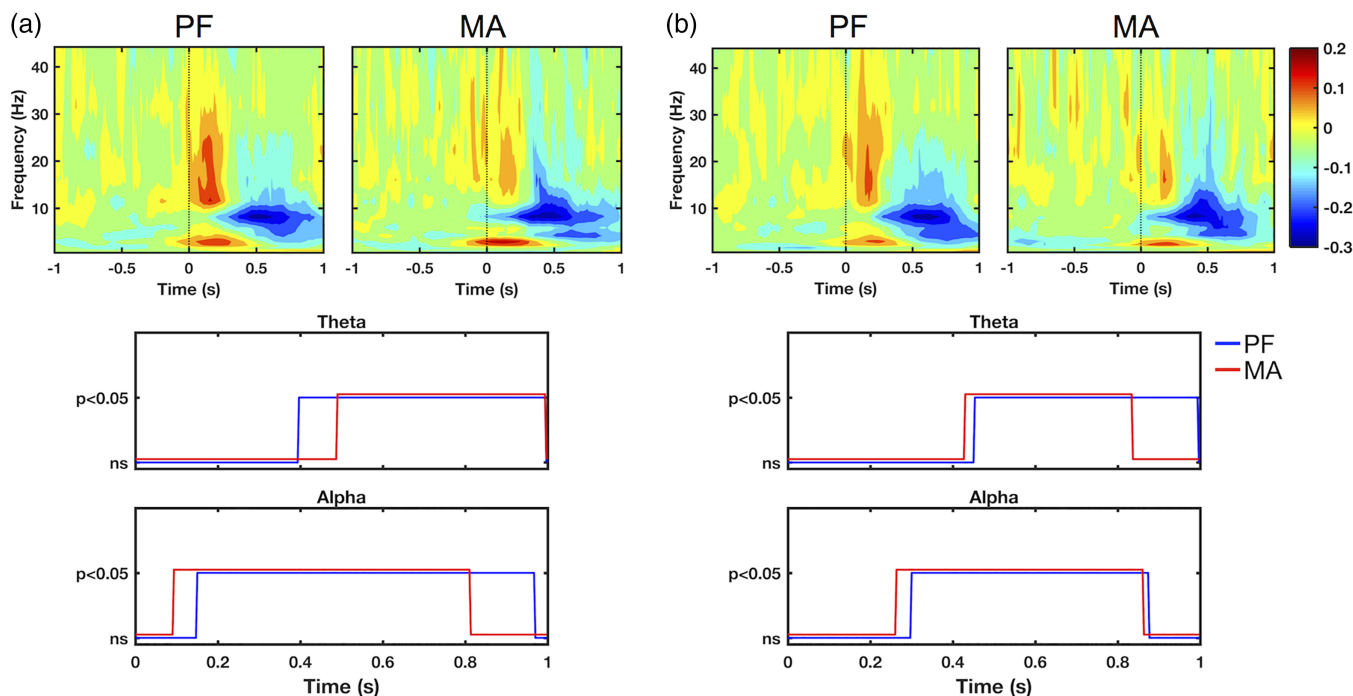 (a) PF MA (b) PF MA
40 40 0.2
30 30 0.1
20 20 0
10 10 -0.1
-0.2
-0.3
Frequency (Hz) Frequency (Hz)
-1 -0.5 0 0.5 1 -1 -0.5 0 0.5 1 -1 -0.5 0 0.5 1 -1 -0.5 0 0.5 1
Time (s) Time (s) Time (s) Time (s)
Theta Theta
PF
MA
p<0.05 p<0.05
ns ns
Alpha Alpha
p<0.05 p<0.05
ns ns
0 0.2 0.4 0.6 0.8 1 0 0.2 0.4 0.6 0.8 1
Time (s) Time (s)